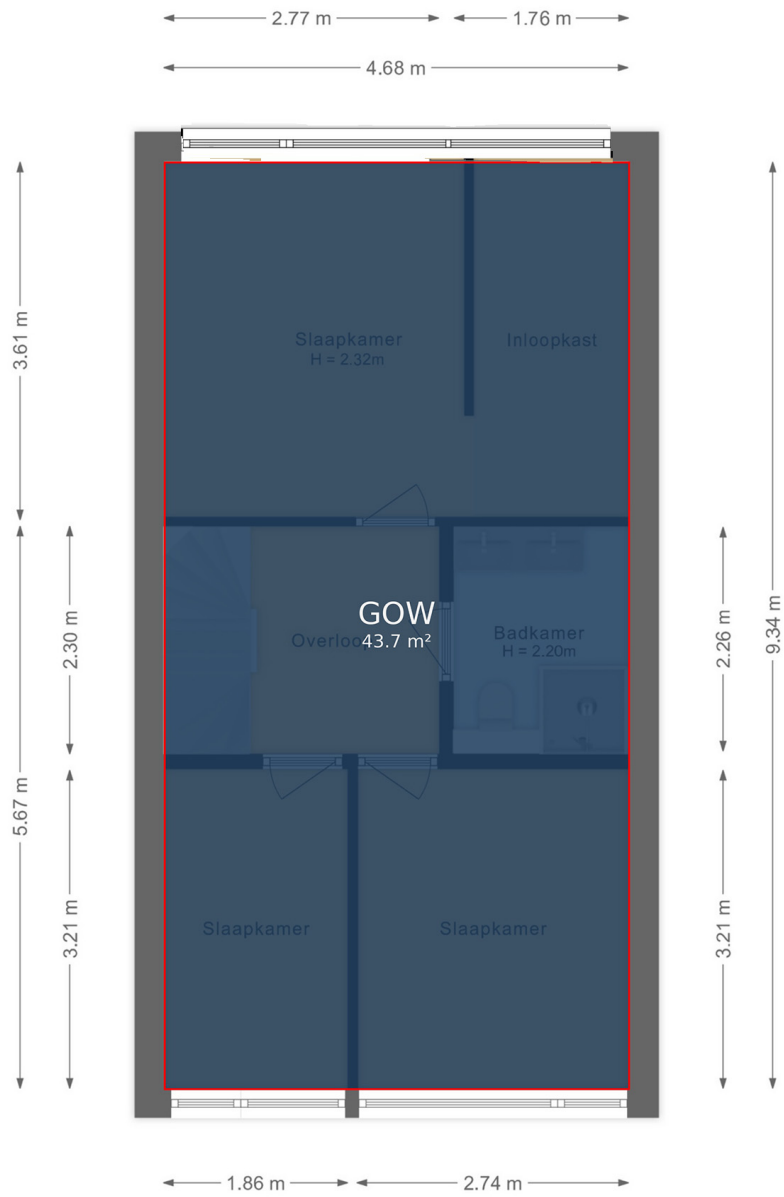 2.77 m
1.76 m
4.68 m
3.61 m
Slaapkamer
H = 2.32m
Inloopkast
2.30 m
GOW
43.7 m²
Overloop
Badkamer
H = 2.20m
2.26 m
9.34 m
5.67 m
3.21 m
Slaapkamer
Slaapkamer
3.21 m
1.86 m
2.74 m